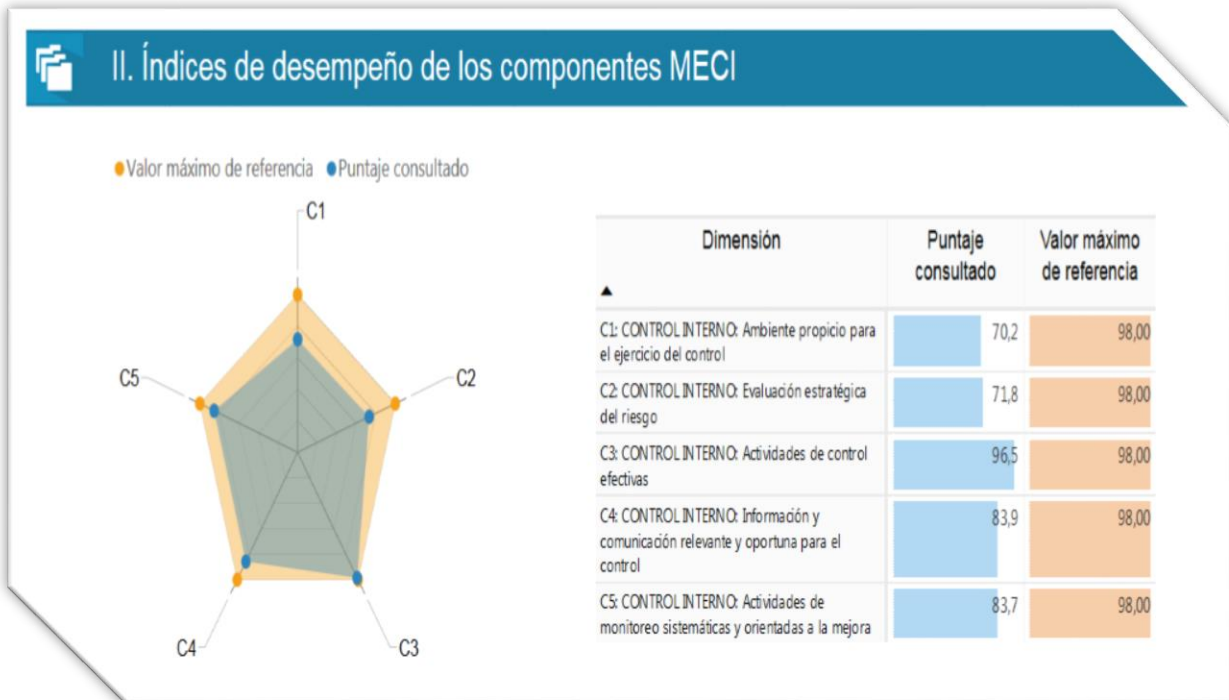 II. Índices de desempeño de los componentes MECI
Valor máximo de referencia Puntaje consultado
C1
C5
C2
C4
C3
Dimensión
Puntaje
consultado
Valor máximo
de referencia
C1: CONTROL INTERNO: Ambiente propicio para
el ejercicio del control
70,2
98,00
C2: CONTROL INTERNO: Evaluación estratégica
del riesgo
71,8
98,00
C3: CONTROL INTERNO: Actividades de control
efectivas
96,5
98,00
C4: CONTROL INTERNO: Información y
comunicación relevante y oportuna para el
control
83,9
98,00
C5: CONTROL INTERNO: Actividades de
monitoreo sistemáticas y orientadas a la mejora
83,7
98,00